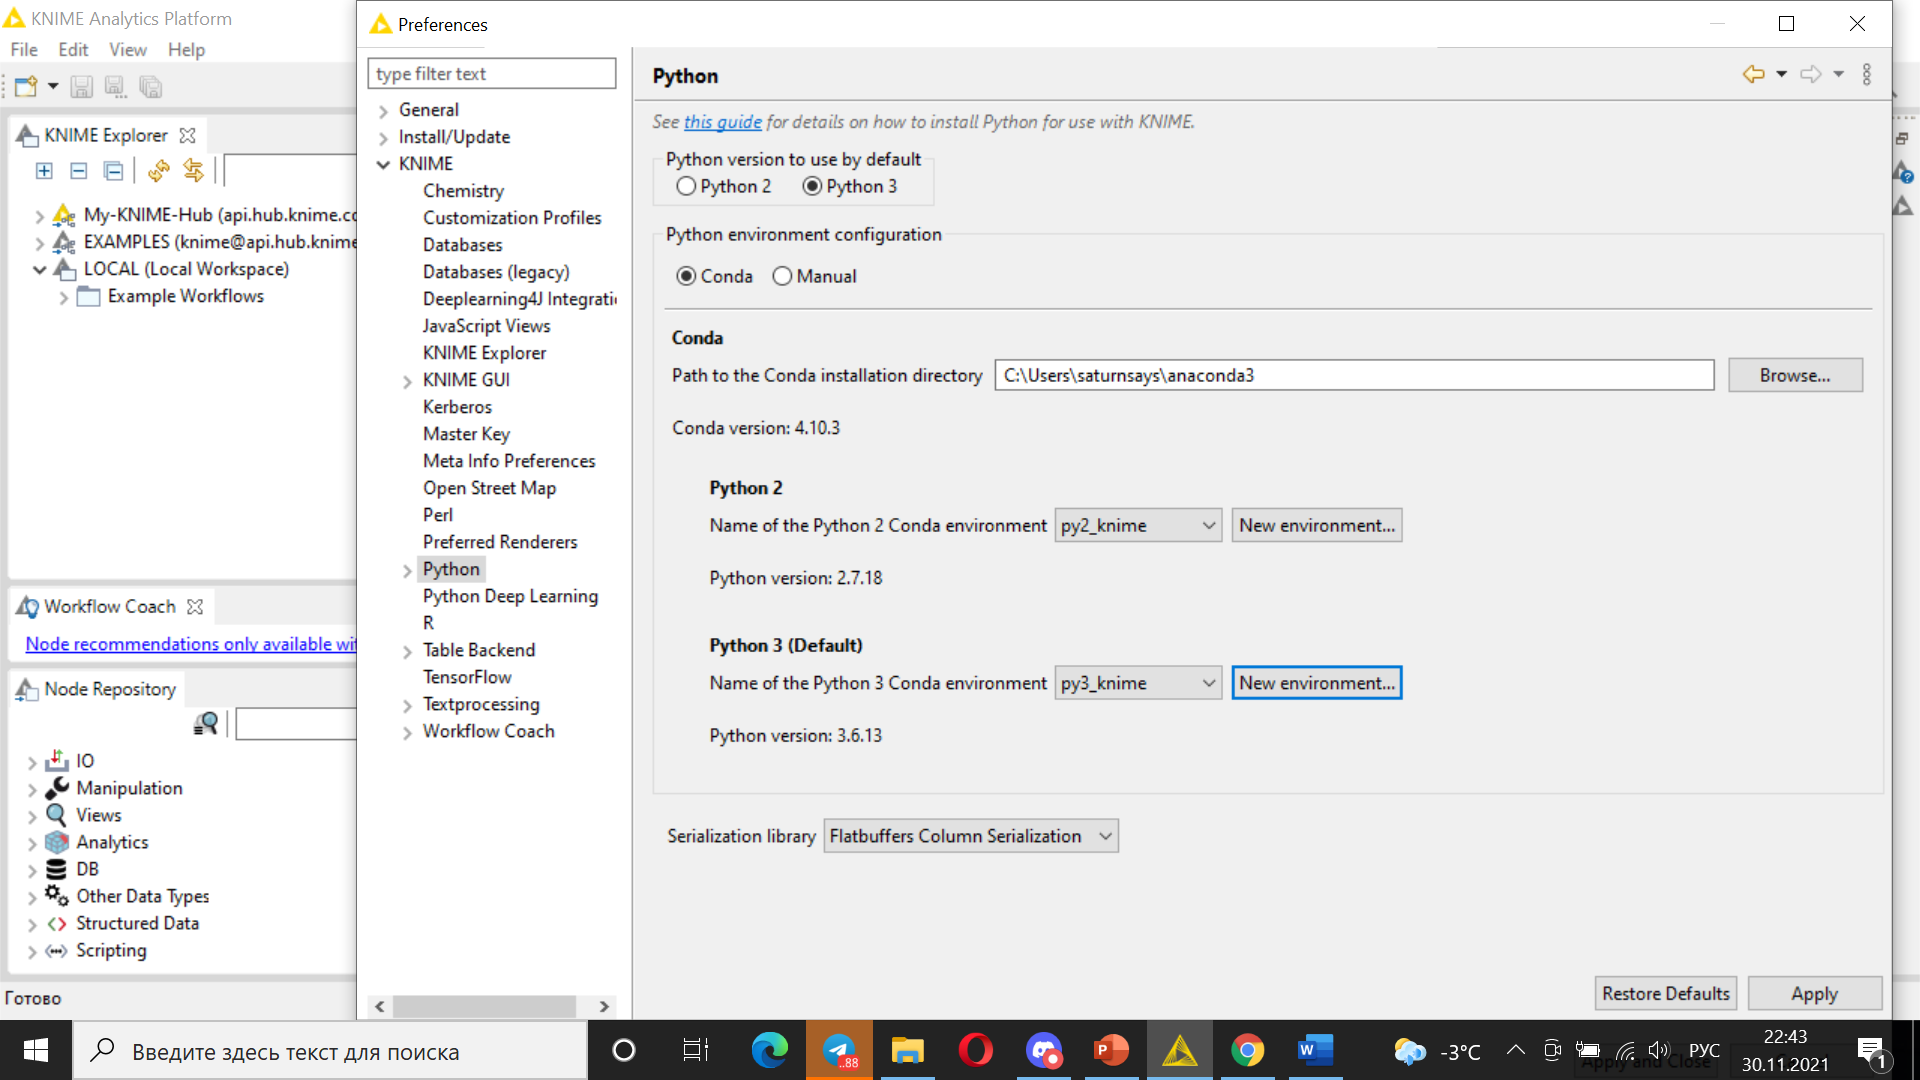 KNIME Analytics Platform
File Edit View Help
KNIME Explorer
My-KNIME-Hub (api.hub.knime.co
EXAMPLES (knime@api.hub.knime
LOCAL (Local Workspace)
Example Workflows
Workflow Coach
Node recommendations only available wit
Node Repository
IO
Manipulation
Views
Analytics
DB
Other Data Types
Structured Data
Scripting
Готово
Preferences
type filter text
General
Install/Update
KNIME
Chemistry
Customization Profiles
Databases
Databases (legacy)
Deeplearning4J Integrati
JavaScript Views
KNIME Explorer
KNIME GUI
Kerberos
Master Key
Meta Info Preferences
Open Street Map
Perl
Preferred Renderers
Python
Python Deep Learning
R
Table Backend
TensorFlow
Textprocessing
Workflow Coach
Python
See this guide for details on how to install Python for use with KNIME.
Python version to use by default
Python 2 Python 3
Python environment configuration
Conda Manual
Conda
Path to the Conda installation directory C:\Users\saturnsays\anaconda3 Browse...
Conda version: 4.10.3
Python 2
Name of the Python 2 Conda environment py2_knime New environment...
Python version: 2.7.18
Python 3 (Default)
Name of the Python 3 Conda environment py3_knime New environment...
Python version: 3.6.13
Serialization library Flatbuffers Column Serialization
Restore Defaults Apply
Apply and Close
Введите здесь текст для поиска
..88
P
W
-3°C
РУС
22:43
30.11.2021
1